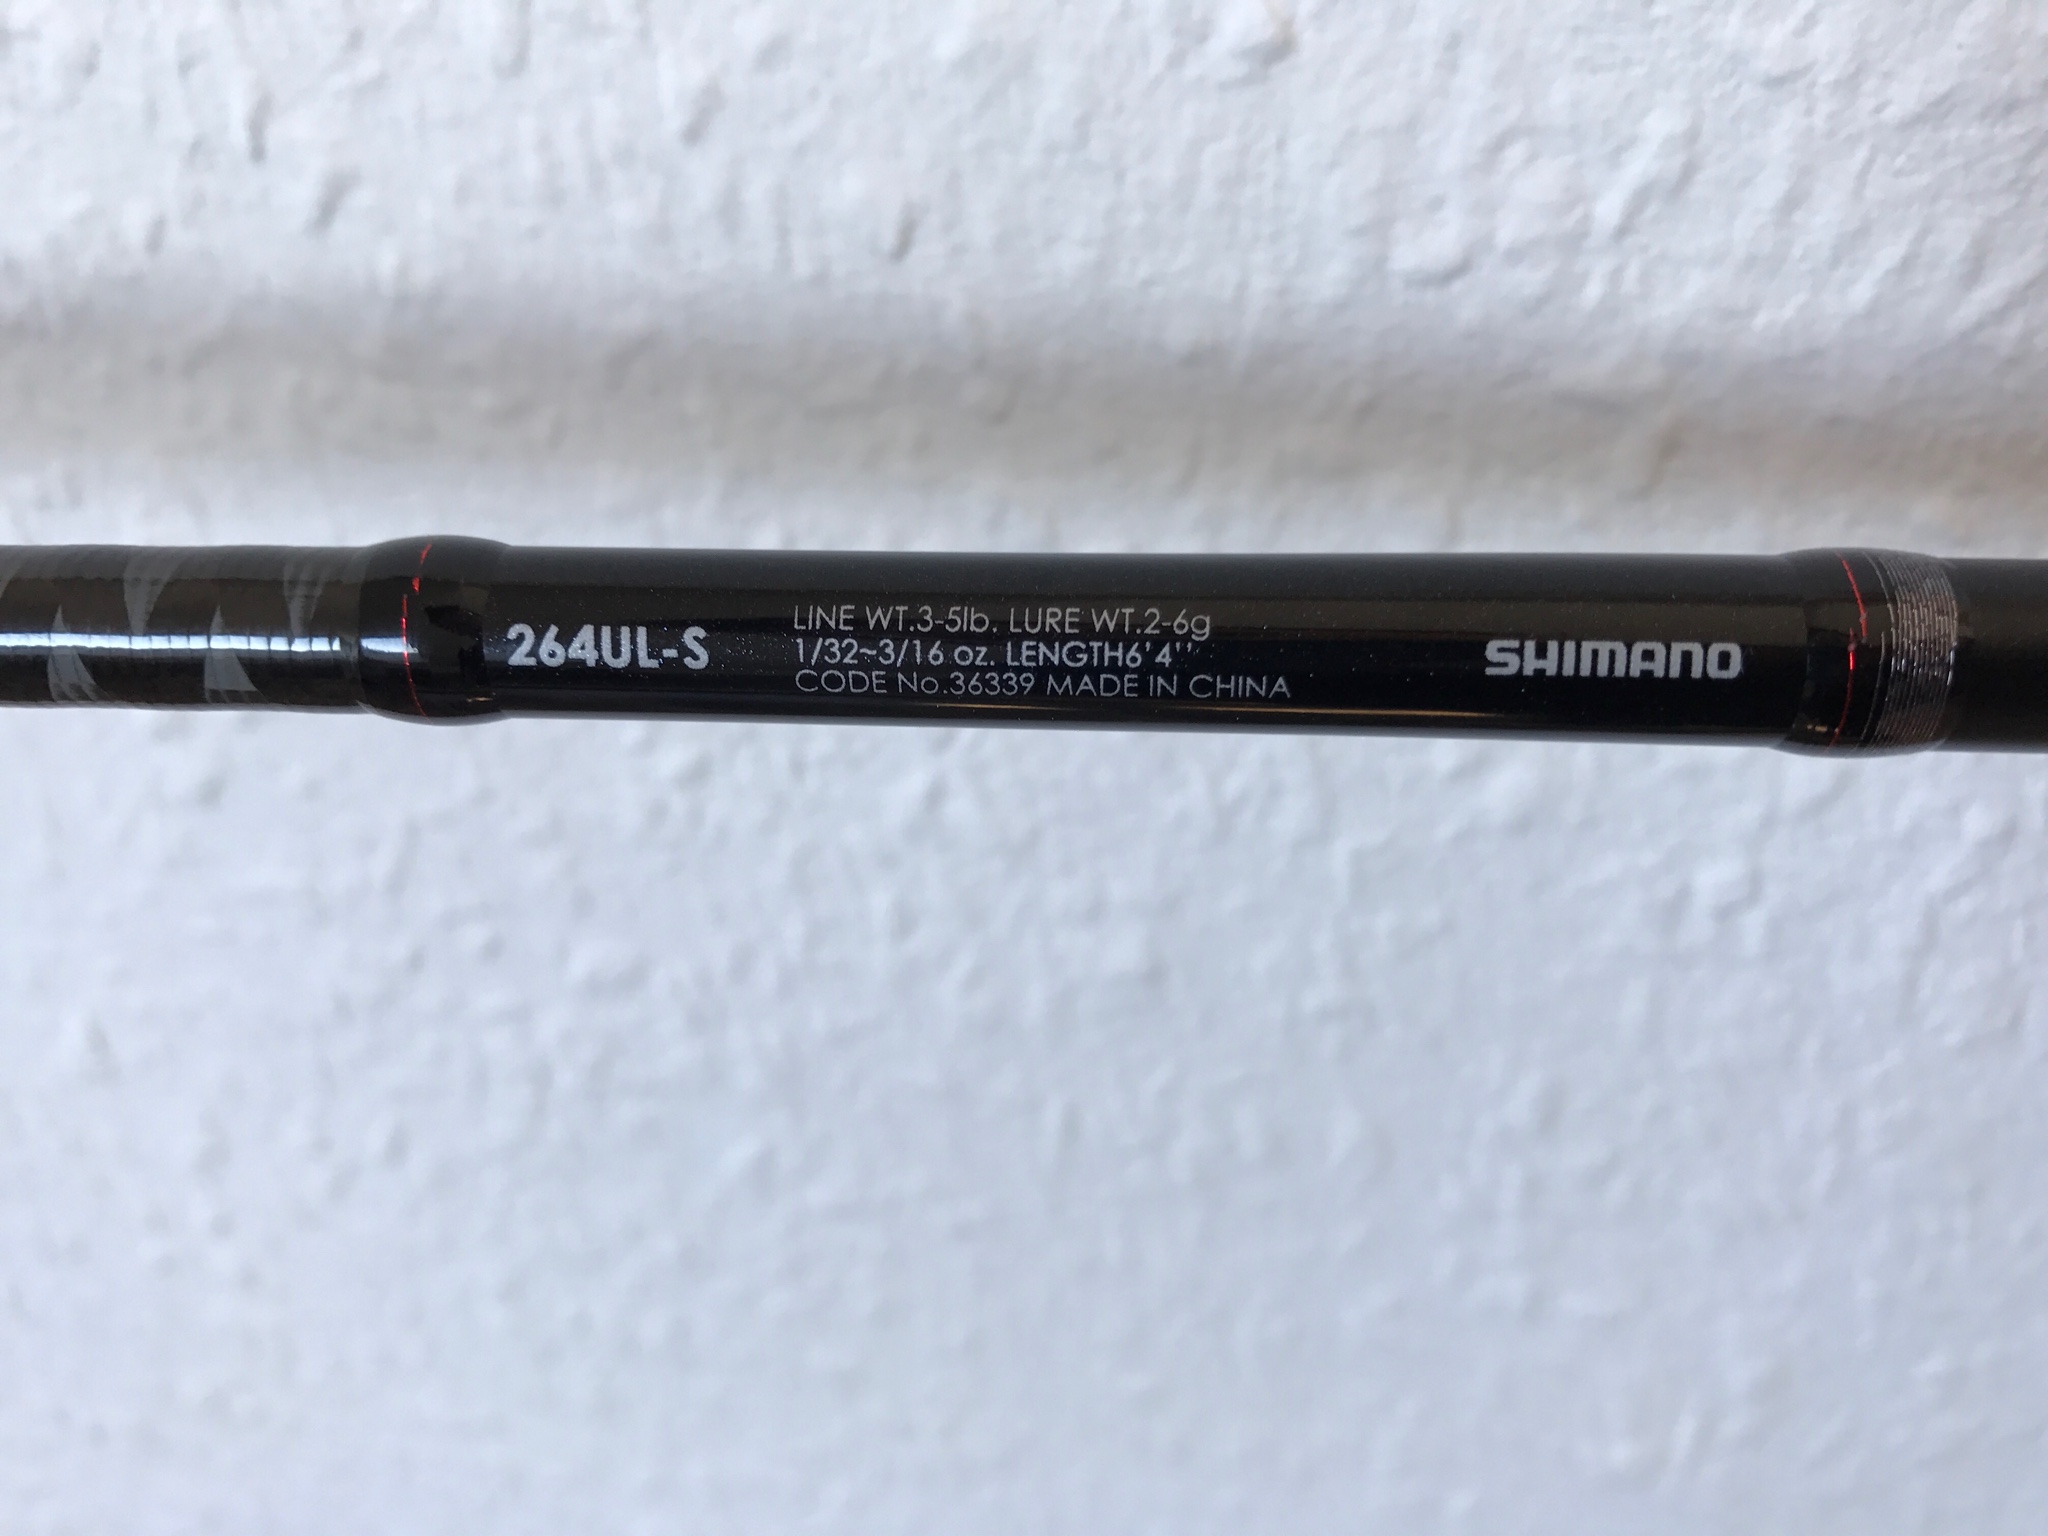 264UL-S
LINE WT.3-5lb. LURE WT.2-6g
1/32~3/16 oz. LENGTH6'4''
CODE No.36339 MADE IN CHINA
SHIMANO